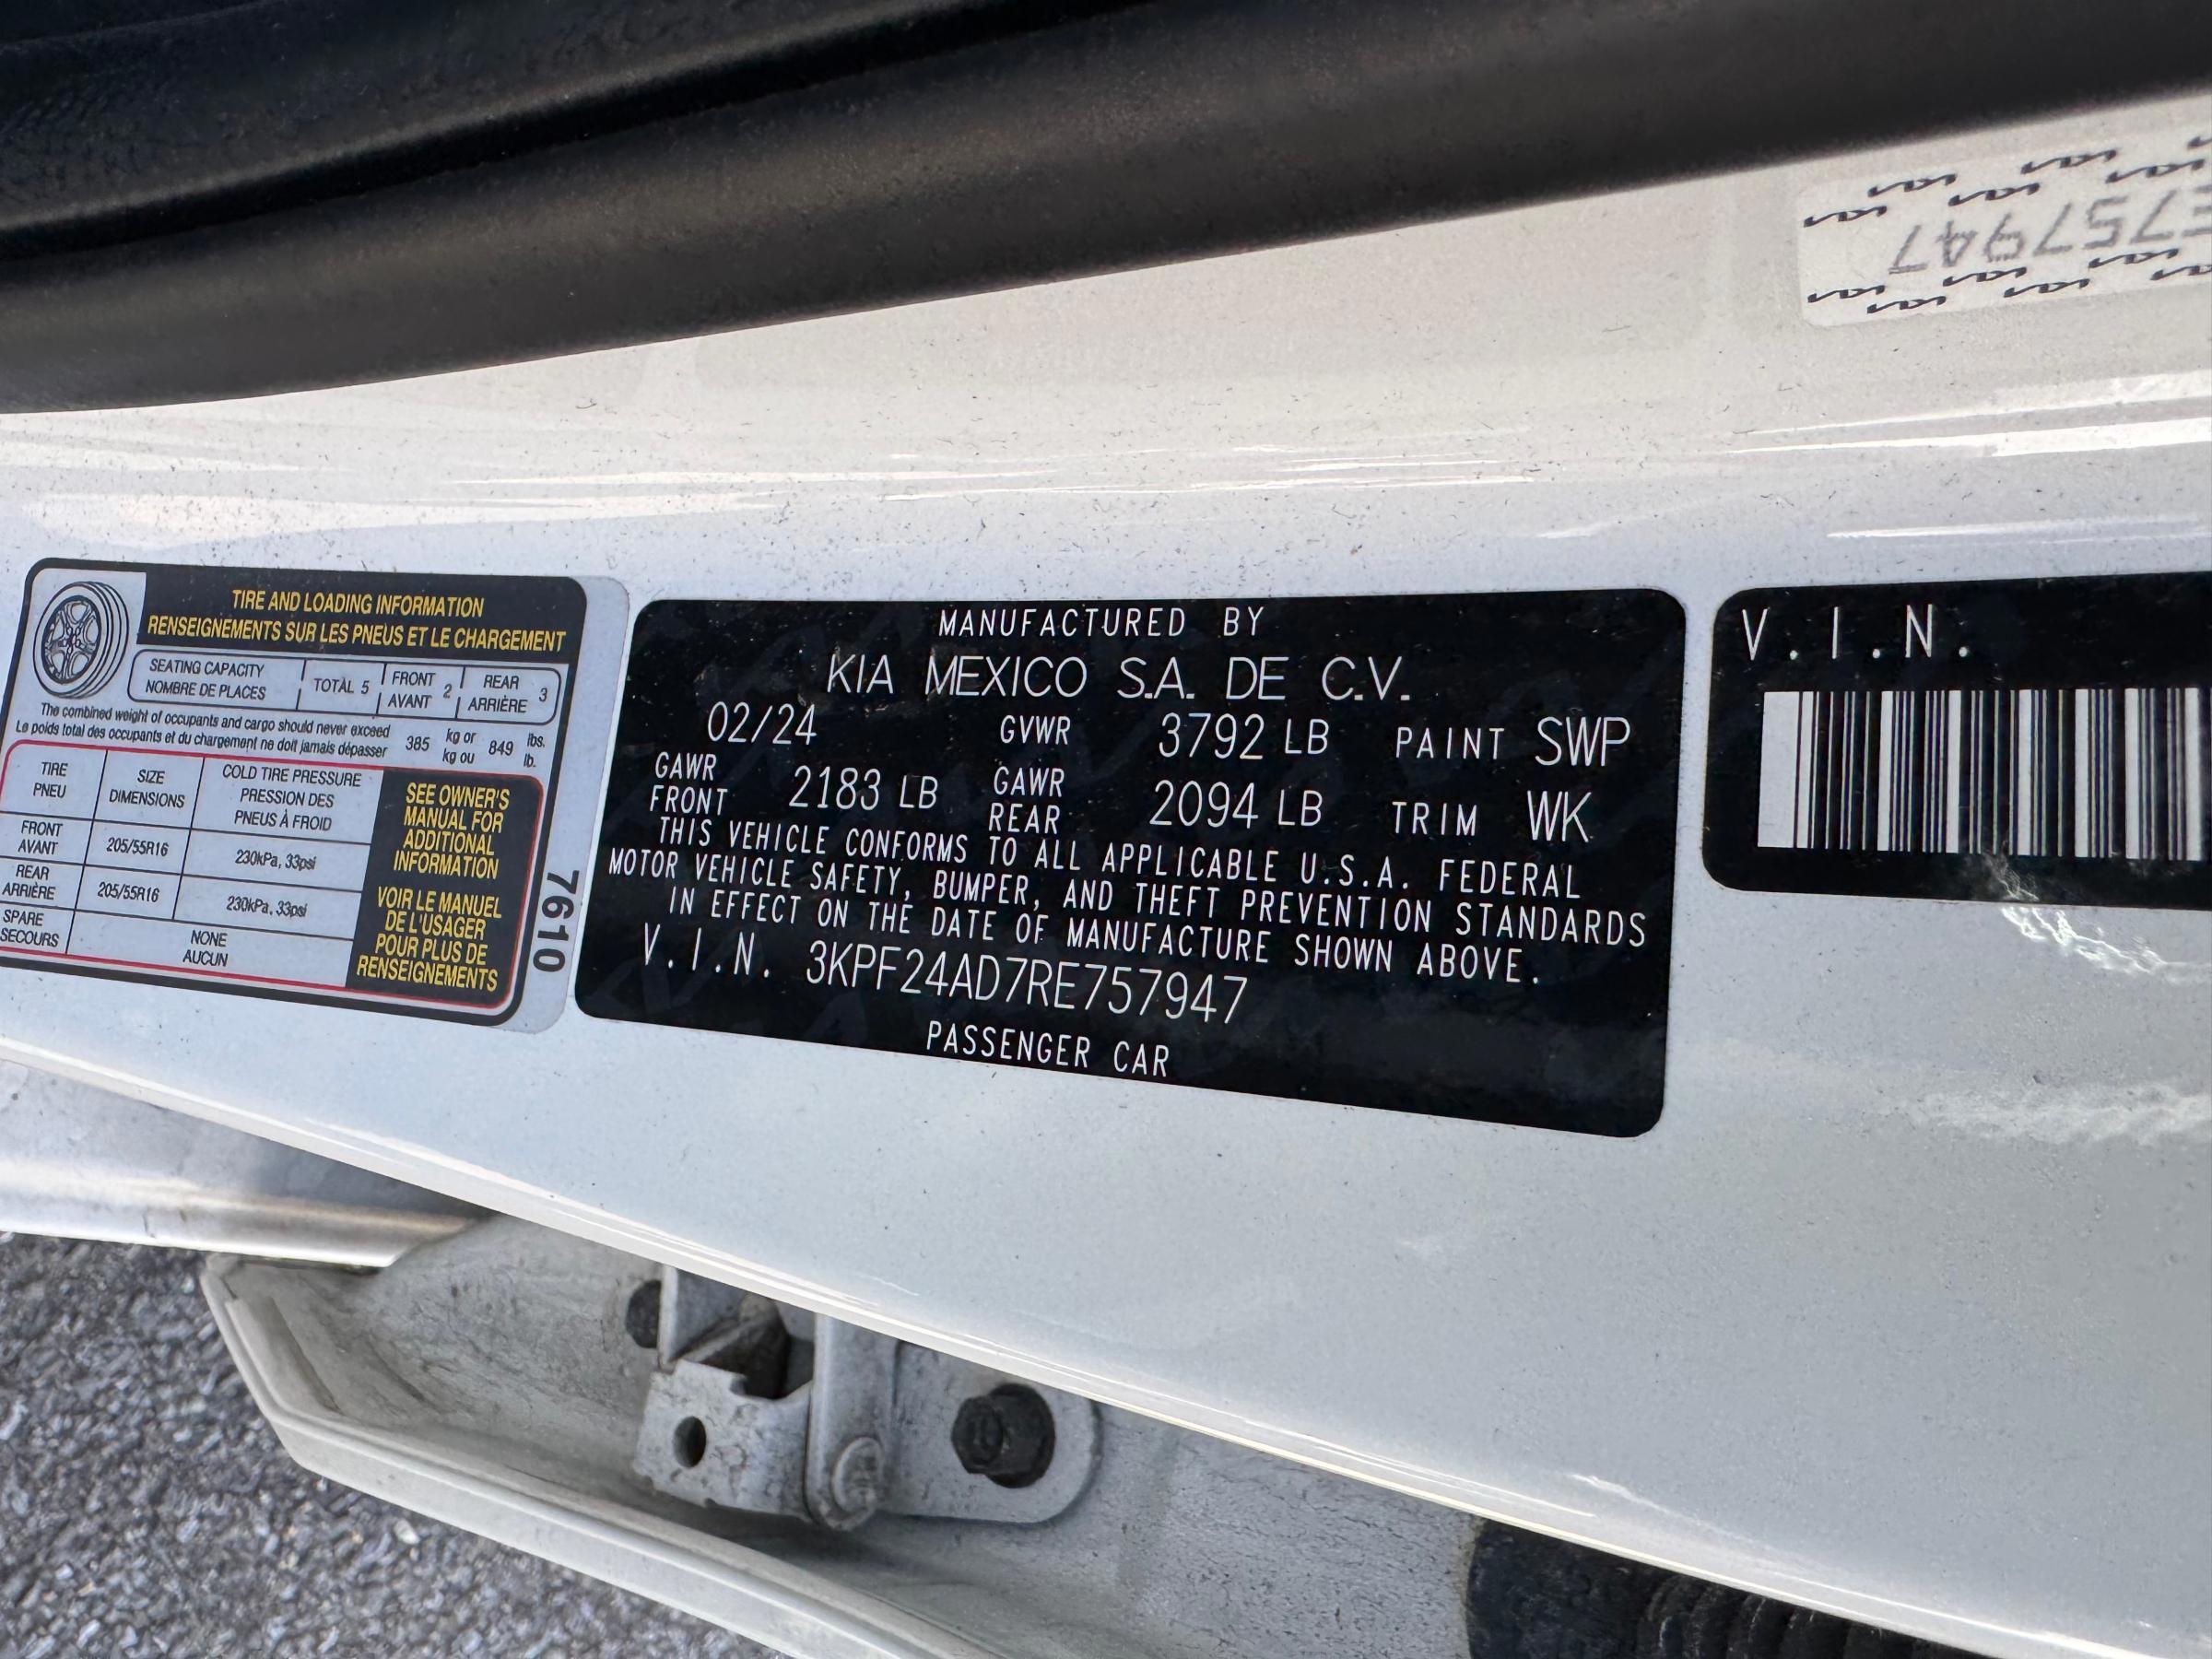 E757947
TIRE AND LOADING INFORMATION
RENSEIGNEMENTS SUR LES PNEUS ET LE CHARGEMENT
SEATING CAPACITY
NOMBRE DE PLACES
TOTAL 5
FRONT
AVANT 2
REAR
ARRIÈRE 3
The combined weight of occupants and cargo should never exceed 385 kg or 849 lbs.
Le poids total des occupants et du chargement ne doit jamais dépasser kg ou lb.
TIRE
PNEU
SIZE
DIMENSIONS
COLD TIRE PRESSURE
PRESSION DES
PNEUS À FROID
FRONT
AVANT
205/55R16
230kPa, 33psi
REAR
ARRIÈRE
205/55R16
230kPa, 33psi
SPARE
SECOURS
NONE
AUCUN
SEE OWNER'S
MANUAL FOR
ADDITIONAL
INFORMATION
VOIR LE MANUEL
DE L'USAGER
POUR PLUS DE
RENSEIGNEMENTS
7610
MANUFACTURED BY
KIA MEXICO S.A. DE C.V.
02/24 GVWR 3792 LB PAINT SWP
GAWR
FRONT 2183 LB
GAWR
REAR 2094 LB TRIM WK
THIS VEHICLE CONFORMS TO ALL APPLICABLE U.S.A. FEDERAL
MOTOR VEHICLE SAFETY, BUMPER, AND THEFT PREVENTION STANDARDS
IN EFFECT ON THE DATE OF MANUFACTURE SHOWN ABOVE.
V.I.N. 3KPF24AD7RE757947
PASSENGER CAR
V.I.N.